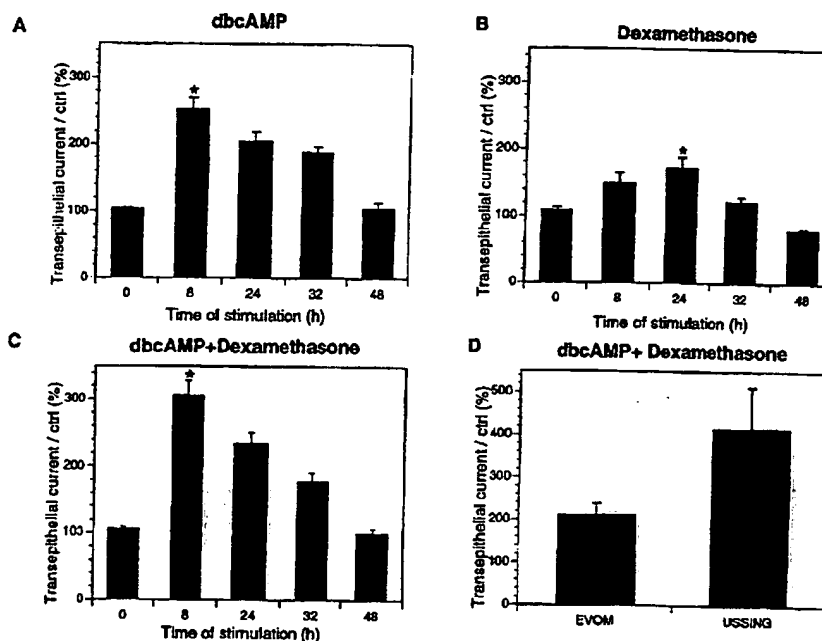 A
dbcAMP
Transepithelial current / ctrl (%)
300
200
100
0
*
0 8 24 32 48
Time of stimulation (h)
B
Dexamethasone
Transepithelial current / ctrl (%)
300
200
100
0
*
0 8 24 32 48
Time of stimulation (h)
C
dbcAMP+Dexamethasone
Transepithelial current / ctrl (%)
300
200
100
0
*
0 8 24 32 48
Time of stimulation (h)
D
dbcAMP+ Dexamethasone
Transepithelial current / ctrl (%)
500
400
300
200
100
0
EVOM USSING